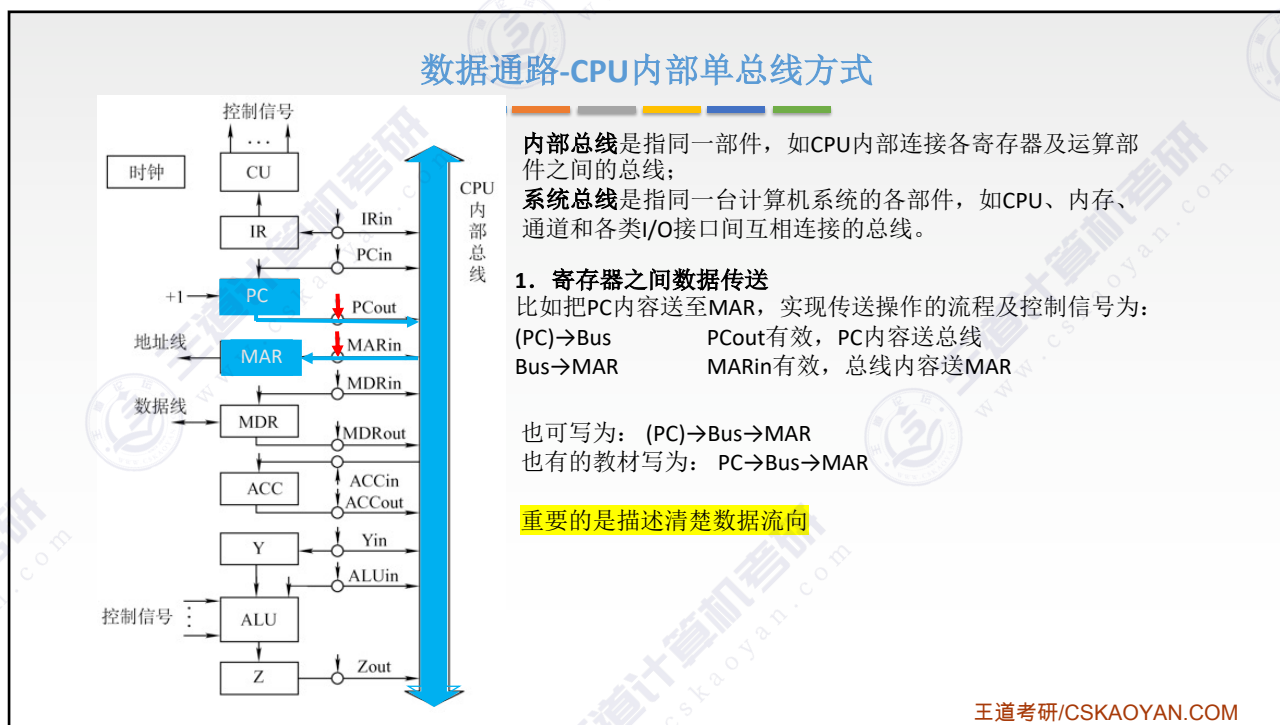 数据通路-CPU内部单总线方式
控制信号
...
时钟
CU
IR
IRin
PCin
CPU
内
部
总
线
+1
PC
PCout
地址线
MAR
MARin
MDRin
数据线
MDR
MDRout
ACC
ACCin
ACCout
Y
Yin
ALUin
控制信号
ALU
Z
Zout
内部总线是指同一部件，如CPU内部连接各寄存器及运算部
件之间的总线；
系统总线是指同一台计算机系统的各部件，如CPU、内存、
通道和各类I/O接口间互相连接的总线。
1．寄存器之间数据传送
比如把PC内容送至MAR，实现传送操作的流程及控制信号为：
(PC)→Bus PCout有效，PC内容送总线
Bus→MAR MARin有效，总线内容送MAR
也可写为： (PC)→Bus→MAR
也有的教材写为： PC→Bus→MAR
重要的是描述清楚数据流向
王道考研/CSKAOYAN.COM
王道计算机考研
www.cskaoyan.com